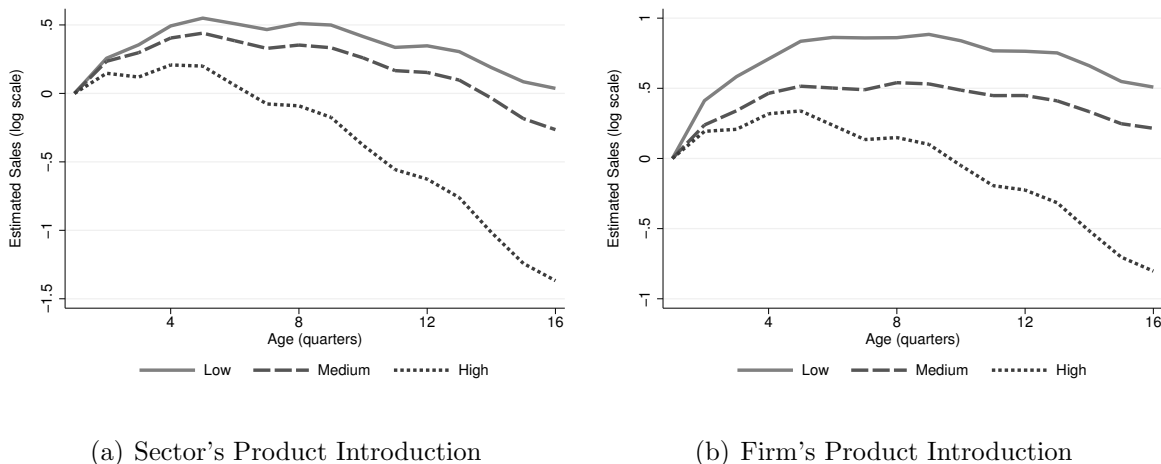 Estimated Sales (log scale)
.5
0
−.5
−1
−1.5
4 8 12 16
Age (quarters)
Low Medium High
(a) Sector's Product Introduction
Estimated Sales (log scale)
1
.5
0
−.5
−1
4 8 12 16
Age (quarters)
Low Medium High
(b) Firm's Product Introduction